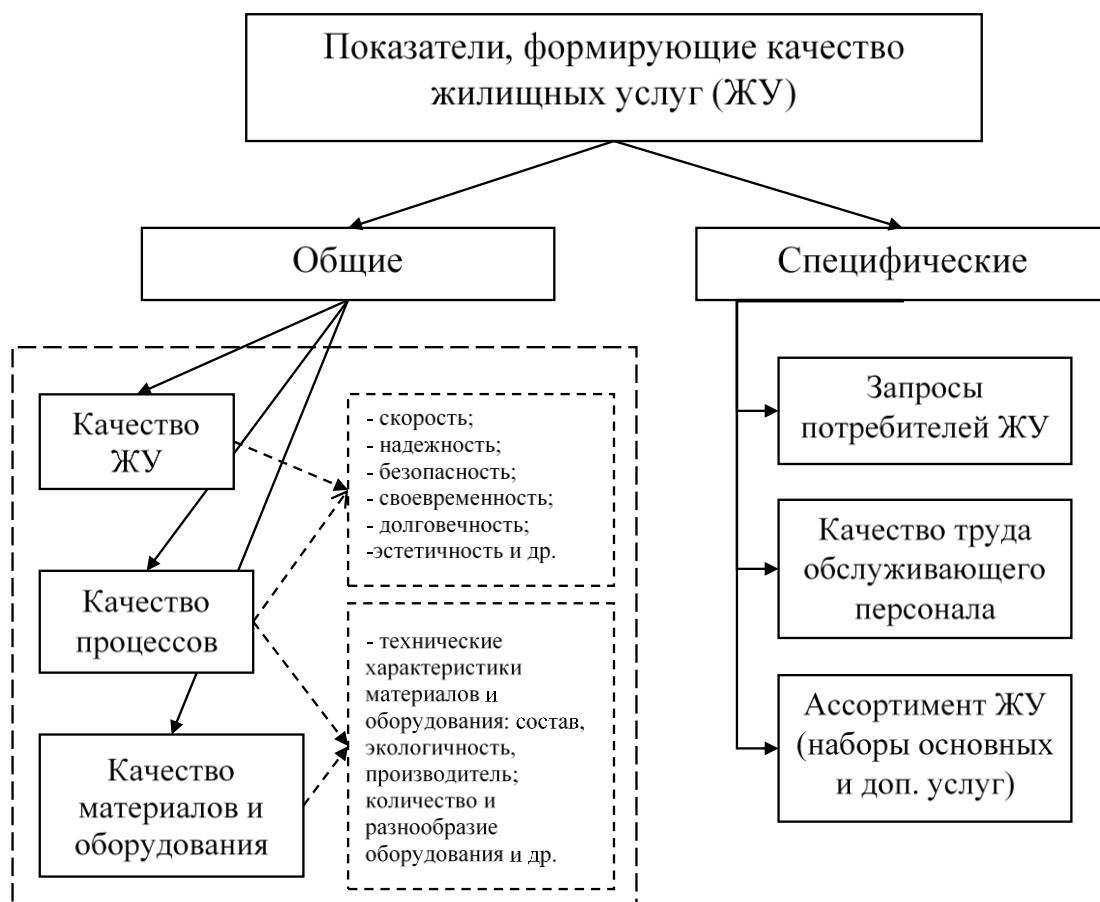 Показатели, формирующие качество
жилищных услуг (ЖУ)
Общие
Специфические
Качество
ЖУ
- скорость;
- надежность;
- безопасность;
- своевременность;
- долговечность;
-эстетичность и др.
Качество
процессов
- технические
характеристики
материалов и
оборудования: состав,
экологичность,
производитель;
количество и
разнообразие
оборудования и др.
Качество
материалов и
оборудования
Запросы
потребителей ЖУ
Качество труда
обслуживающего
персонала
Ассортимент ЖУ
(наборы основных
и доп. услуг)